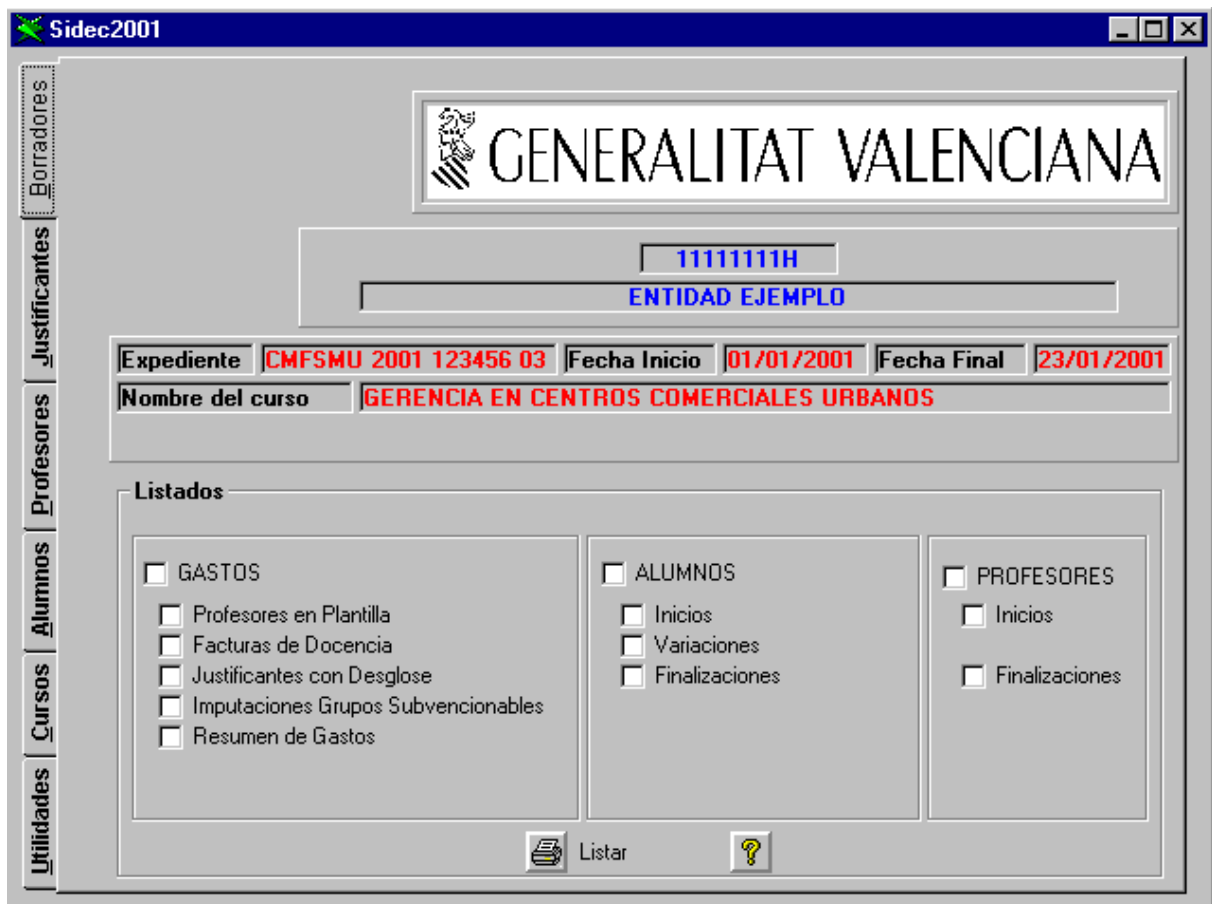 Sidec2001
Borradores
Justificantes
Profesores
Alumnos
Cursos
Utilidades
GENERALITAT VALENCIANA
11111111H
ENTIDAD EJEMPLO
Expediente CMFSMU 2001 123456 03 Fecha Inicio 01/01/2001 Fecha Final 23/01/2001
Nombre del curso GERENCIA EN CENTROS COMERCIALES URBANOS
Listados
GASTOS
Profesores en Plantilla
Facturas de Docencia
Justificantes con Desglose
Imputaciones Grupos Subvencionables
Resumen de Gastos
ALUMNOS
Inicios
Variaciones
Finalizaciones
PROFESORES
Inicios
Finalizaciones
Listar
?